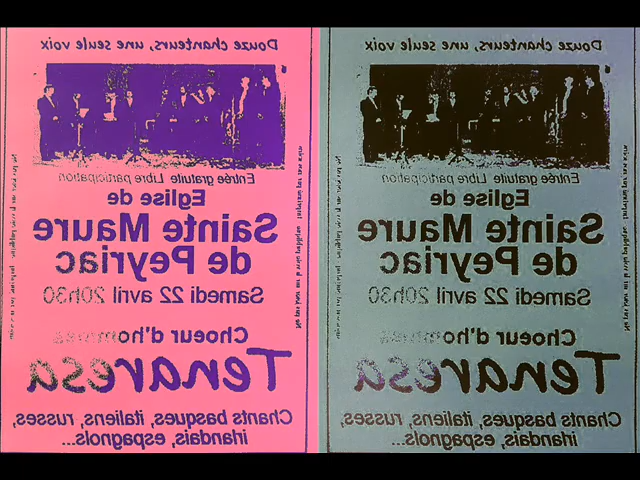 Douze chanteurs, une seule voix
Entrée gratuite Libre participation
Eglise de
Sainte Maure
de Peyriac
Samedi 22 avril 20h30
Choeur d'hommes
Tenaresa
Chants basques, italiens, russes,
irlandais, espagnols...
Douze chanteurs, une seule voix
Entrée gratuite Libre participation
Eglise de
Sainte Maure
de Peyriac
Samedi 22 avril 20h30
Choeur d'hommes
Tenaresa
Chants basques, italiens, russes,
irlandais, espagnols...